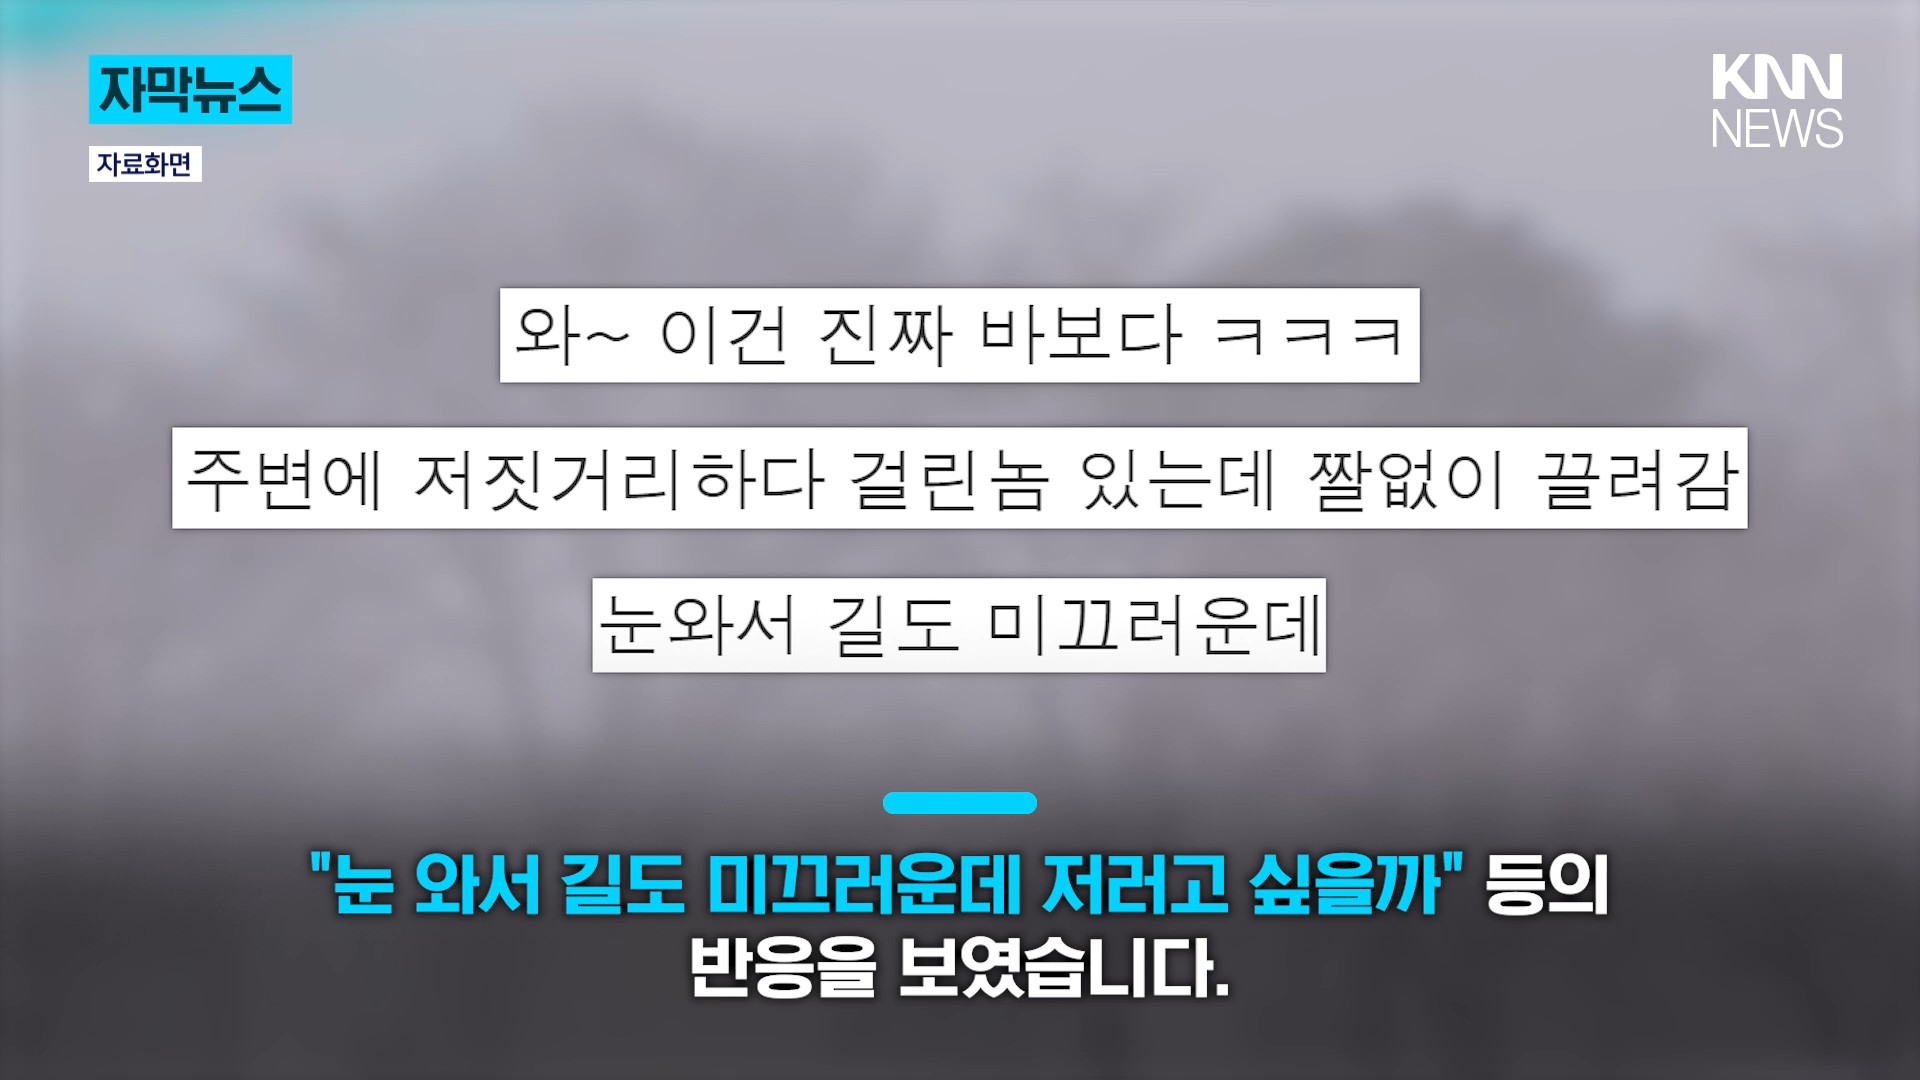 자막뉴스
KNN
NEWS
자료화면
와~ 이건 진짜 바보다 ㅋㅋㅋ
주변에 저짓거리하다 걸린놈 있는데 짤없이 끌려감
눈와서 길도 미끄러운데
"눈 와서 길도 미끄러운데 저러고 싶을까" 등의
반응을 보였습니다.